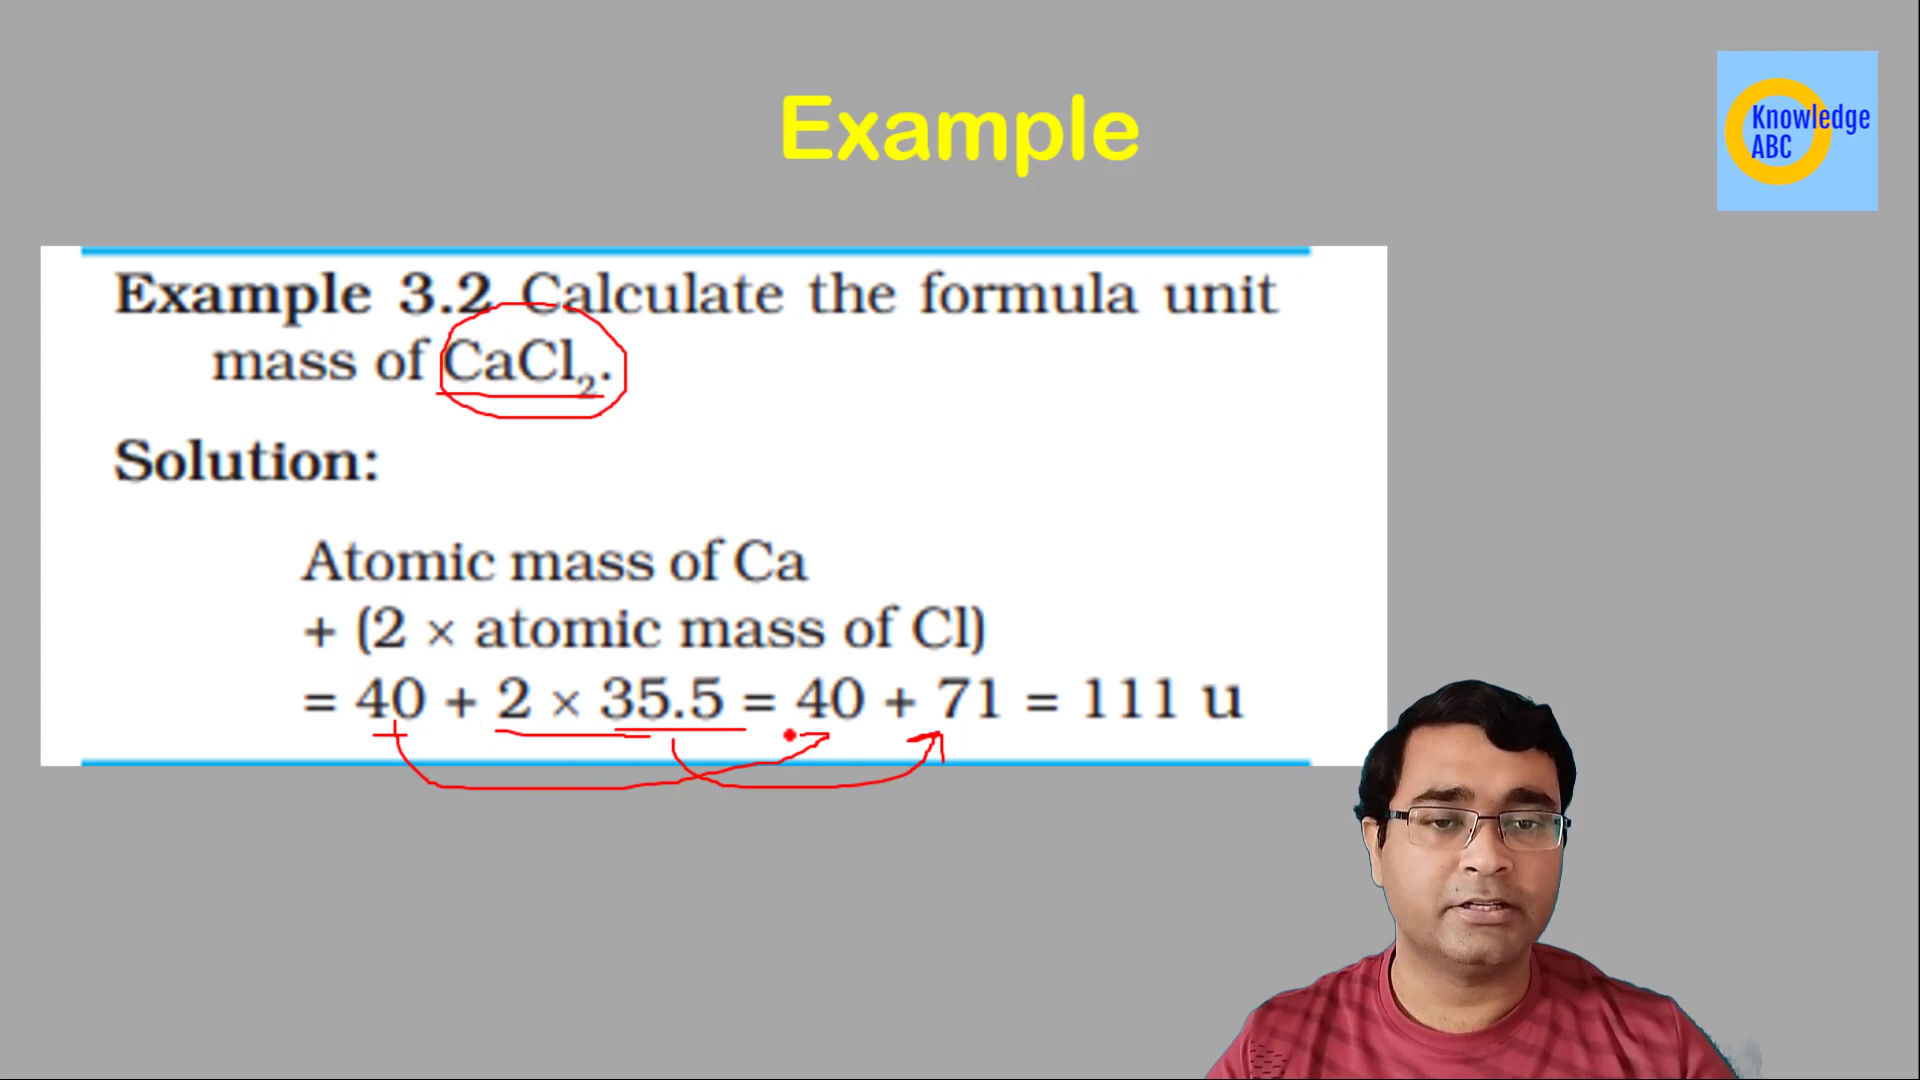 Example
Knowledge
ABC
Example 3.2 Calculate the formula unit
mass of CaCl₂.
Solution:
Atomic mass of Ca
+ (2 × atomic mass of Cl)
= 40 + 2 × 35.5 = 40 + 71 = 111 u